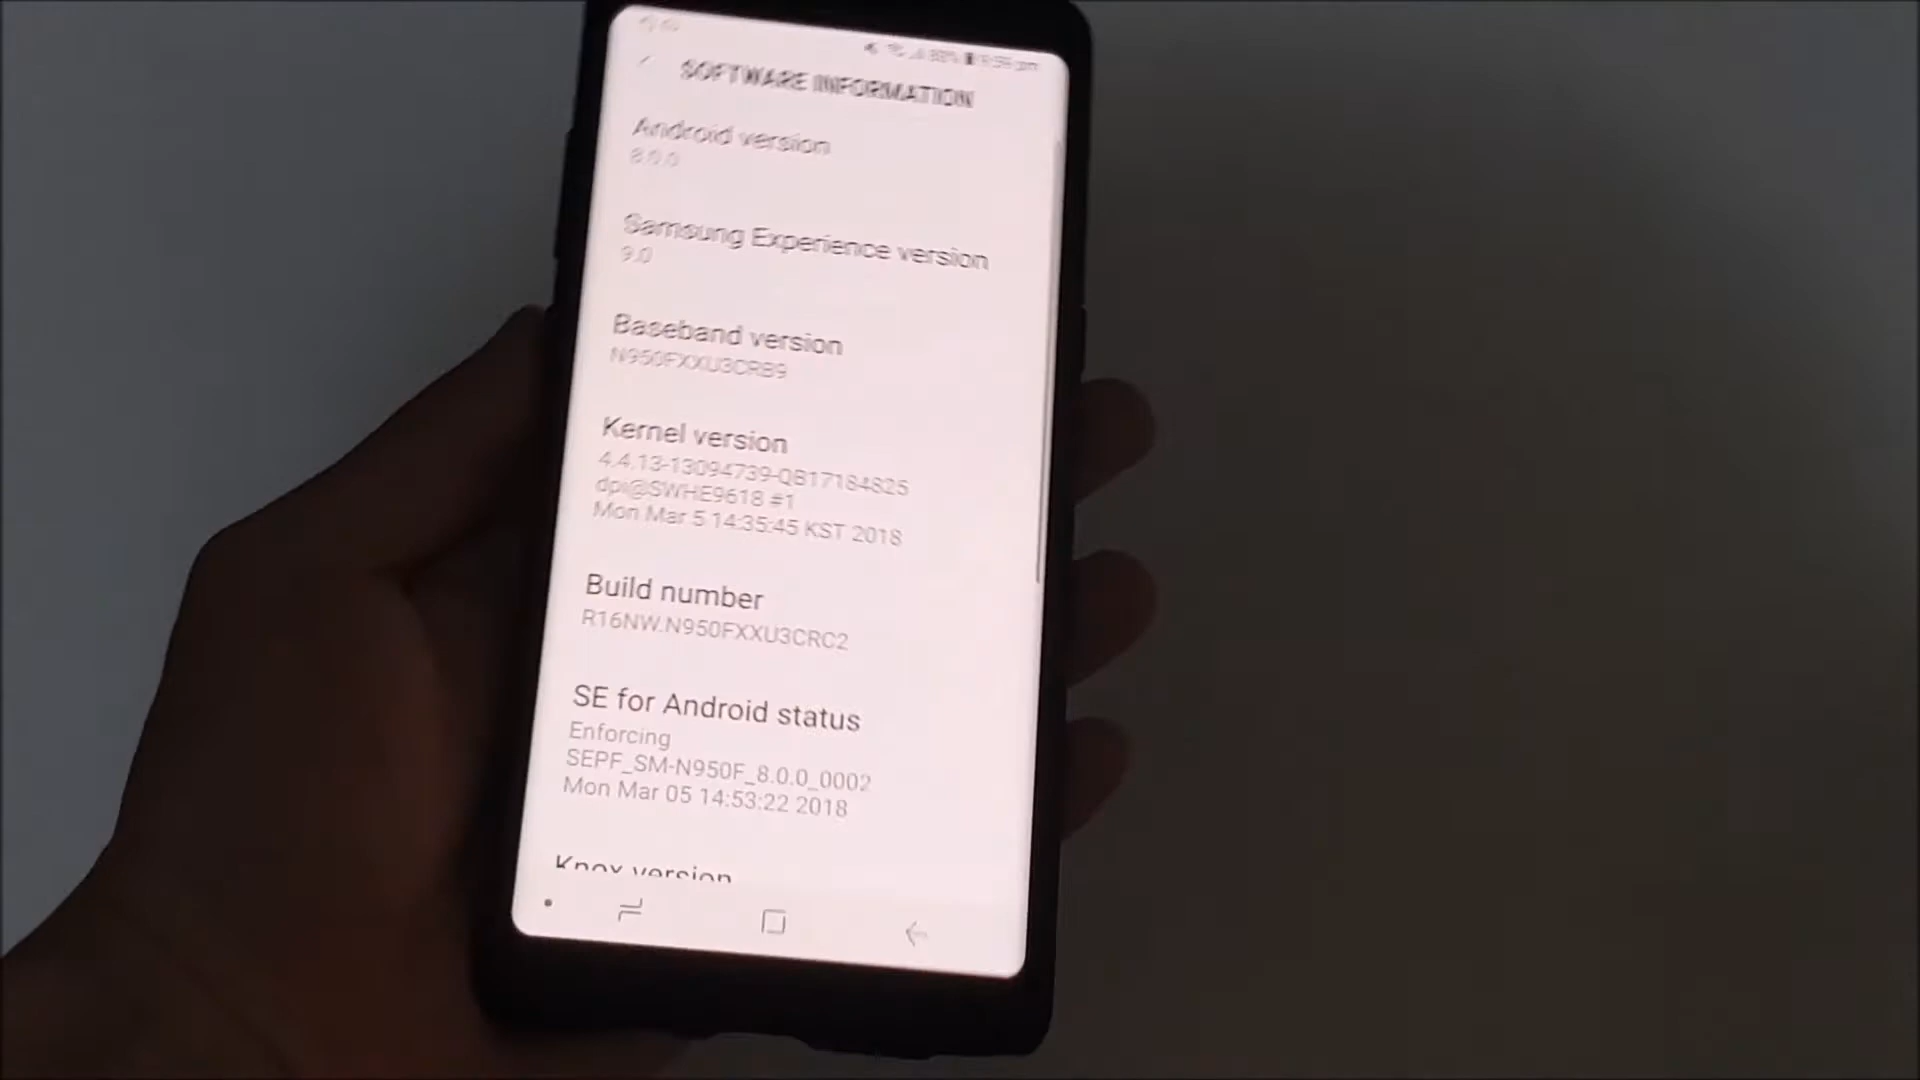 SOFTWARE INFORMATION
Android version
8.0.0
Samsung Experience version
9.0
Baseband version
N950FXXU3CRB9
Kernel version
4.4.13-13094739-QB17184825
dpi@SWHE9618 #1
Mon Mar 5 14:35:45 KST 2018
Build number
R16NW.N950FXXU3CRC2
SE for Android status
Enforcing
SEPF_SM-N950F_8.0.0_0002
Mon Mar 05 14:53:22 2018
Knox version